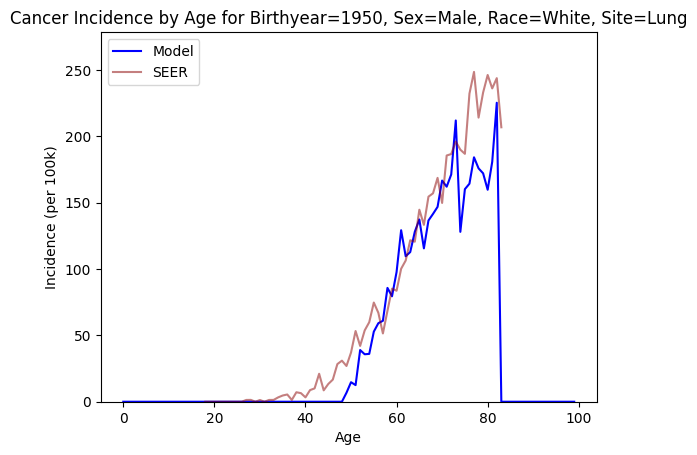 Cancer Incidence by Age for Birthyear=1950, Sex=Male, Race=White, Site=Lung
Model
SEER
250
200
150
100
50
0
Incidence (per 100k)
0 20 40 60 80 100
Age